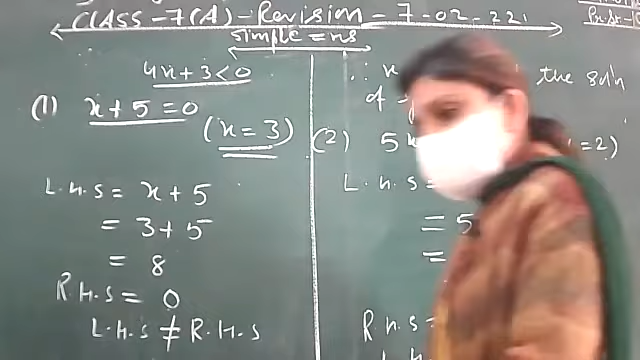 CLASS - 7(A) - Revision - 7-02-22
simple = ns
4x + 3 < 0
(1) x + 5 = 0
(x = 3)
L.H.S = x + 5
= 3 + 5
= 8
R.H.S = 0
L.H.S ≠ R.H.S
∴ x
the soln
of
(2) 5
= 2)
L.H.S =
= 5
=
R.H.S =